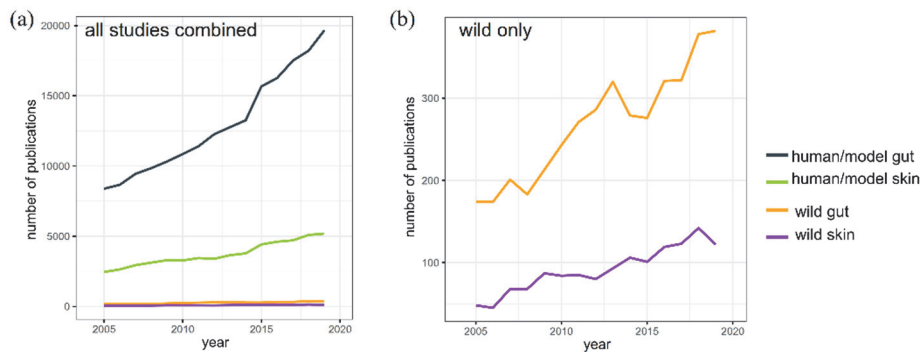 (a)
all studies combined
number of publications
20000
15000
10000
5000
0
2005
2010
2015
2020
year
(b)
wild only
number of publications
300
200
100
2005
2010
2015
2020
year
human/model gut
human/model skin
wild gut
wild skin